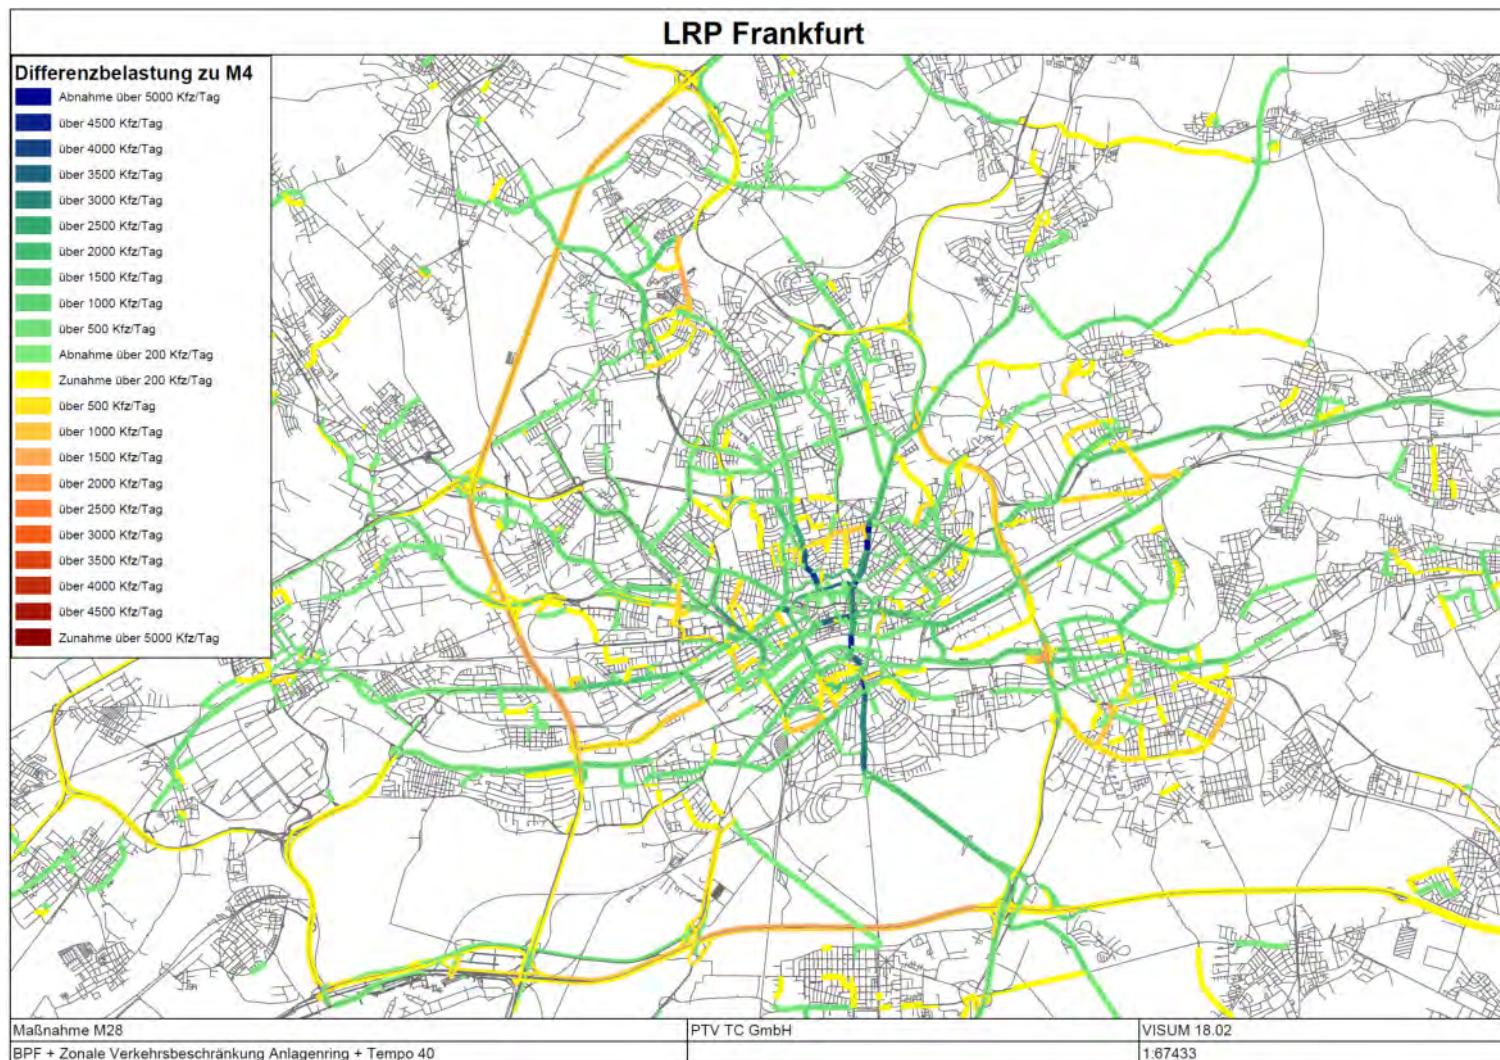 LRP Frankfurt
Differenzbelastung zu M4
Abnahme über 5000 Kfz/Tag
über 4500 Kfz/Tag
über 4000 Kfz/Tag
über 3500 Kfz/Tag
über 3000 Kfz/Tag
über 2500 Kfz/Tag
über 2000 Kfz/Tag
über 1500 Kfz/Tag
über 1000 Kfz/Tag
über 500 Kfz/Tag
Abnahme über 200 Kfz/Tag
Zunahme über 200 Kfz/Tag
über 500 Kfz/Tag
über 1000 Kfz/Tag
über 1500 Kfz/Tag
über 2000 Kfz/Tag
über 2500 Kfz/Tag
über 3000 Kfz/Tag
über 3500 Kfz/Tag
über 4000 Kfz/Tag
über 4500 Kfz/Tag
Zunahme über 5000 Kfz/Tag
Maßnahme M28
PTV TC GmbH
VISUM 18.02
BPF + Zonale Verkehrsbeschränkung Anlagenring + Tempo 40
1:67433